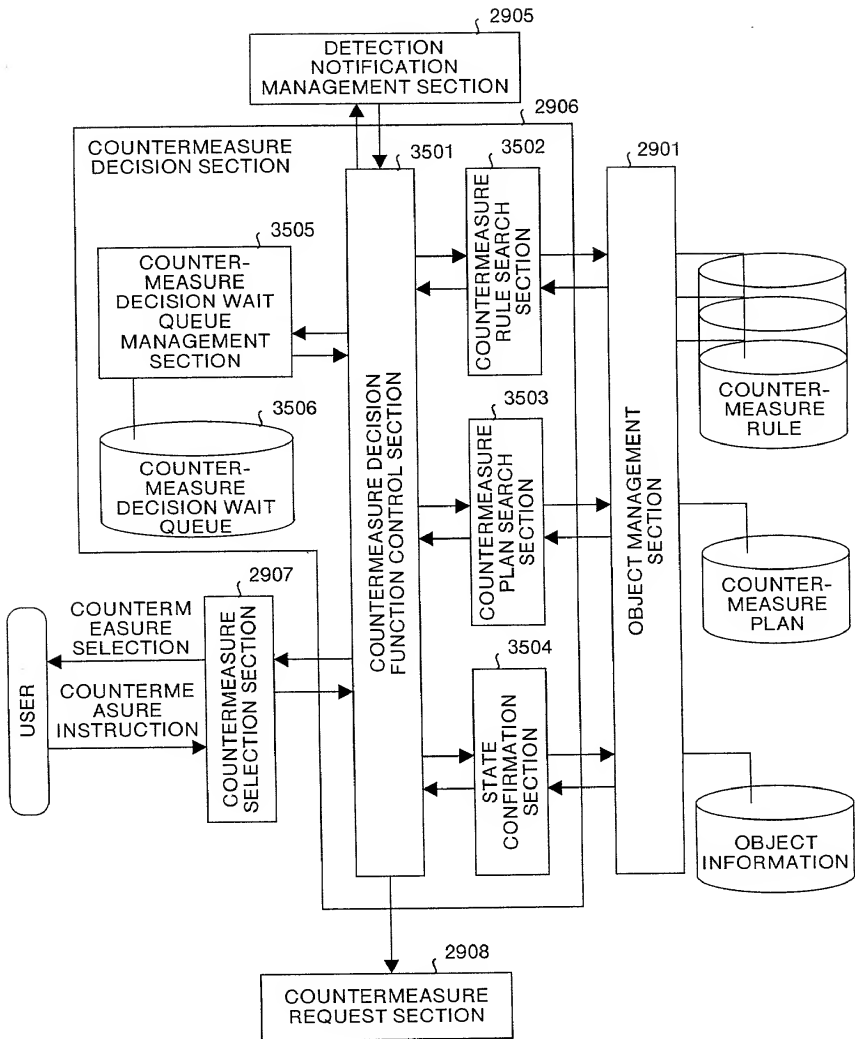 2905
DETECTION
NOTIFICATION
MANAGEMENT SECTION
2906
COUNTERMEASURE
DECISION SECTION
3501
3502
2901
3505
COUNTER-
MEASURE
DECISION WAIT
QUEUE
MANAGEMENT
SECTION
COUNTERMEASURE
RULE SEARCH
SECTION
COUNTER-
MEASURE
RULE
3506
COUNTER-
MEASURE
DECISION WAIT
QUEUE
COUNTERMEASURE DECISION
FUNCTION CONTROL SECTION
3503
COUNTERMEASURE
PLAN SEARCH
SECTION
OBJECT MANAGEMENT
SECTION
COUNTER-
MEASURE
PLAN
2907
COUNTERM
EASURE
SELECTION
COUNTERME
ASURE
INSTRUCTION
USER
COUNTERMEASURE
SELECTION SECTION
3504
STATE
CONFIRMATION
SECTION
OBJECT
INFORMATION
2908
COUNTERMEASURE
REQUEST SECTION